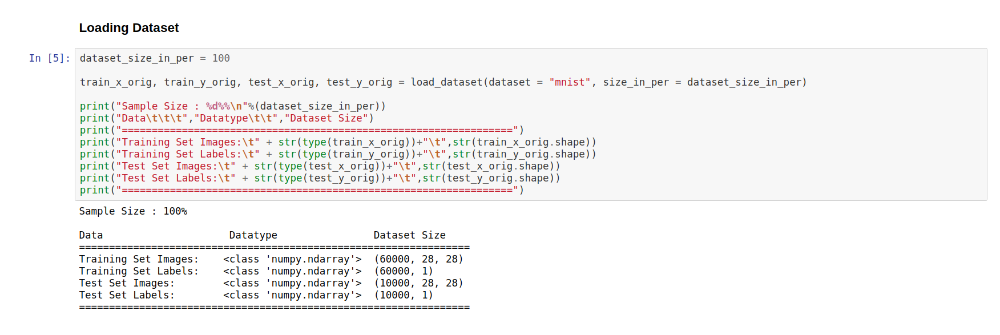 Loading Dataset
In [5]: dataset_size_in_per = 100
train_x_orig, train_y_orig, test_x_orig, test_y_orig = load_dataset(dataset = "mnist", size_in_per = dataset_size_in_per)
print("Sample Size : %d%%\n"%(dataset_size_in_per))
print("Data\t\t\t","Datatype\t\t","Dataset Size")
print("=================================================================")
print("Training Set Images:\t" + str(type(train_x_orig))+"\t",str(train_x_orig.shape))
print("Training Set Labels:\t" + str(type(train_y_orig))+"\t",str(train_y_orig.shape))
print("Test Set Images:\t" + str(type(test_x_orig))+"\t",str(test_x_orig.shape))
print("Test Set Labels:\t" + str(type(test_y_orig))+"\t",str(test_y_orig.shape))
print("=================================================================")
Sample Size : 100%
Data                     Datatype                Dataset Size
=================================================================
Training Set Images:    <class 'numpy.ndarray'>  (60000, 28, 28)
Training Set Labels:    <class 'numpy.ndarray'>  (60000, 1)
Test Set Images:        <class 'numpy.ndarray'>  (10000, 28, 28)
Test Set Labels:        <class 'numpy.ndarray'>  (10000, 1)
=================================================================